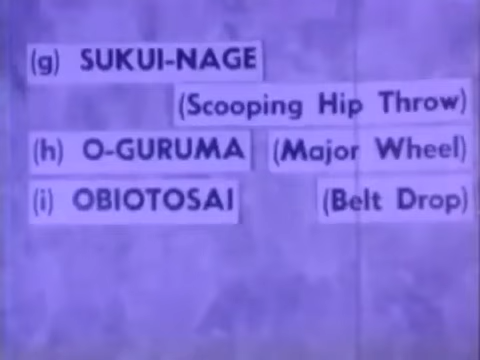 (g) SUKUI-NAGE
(Scooping Hip Throw)
(h) O-GURUMA (Major Wheel)
(i) OBIOTOSAI (Belt Drop)